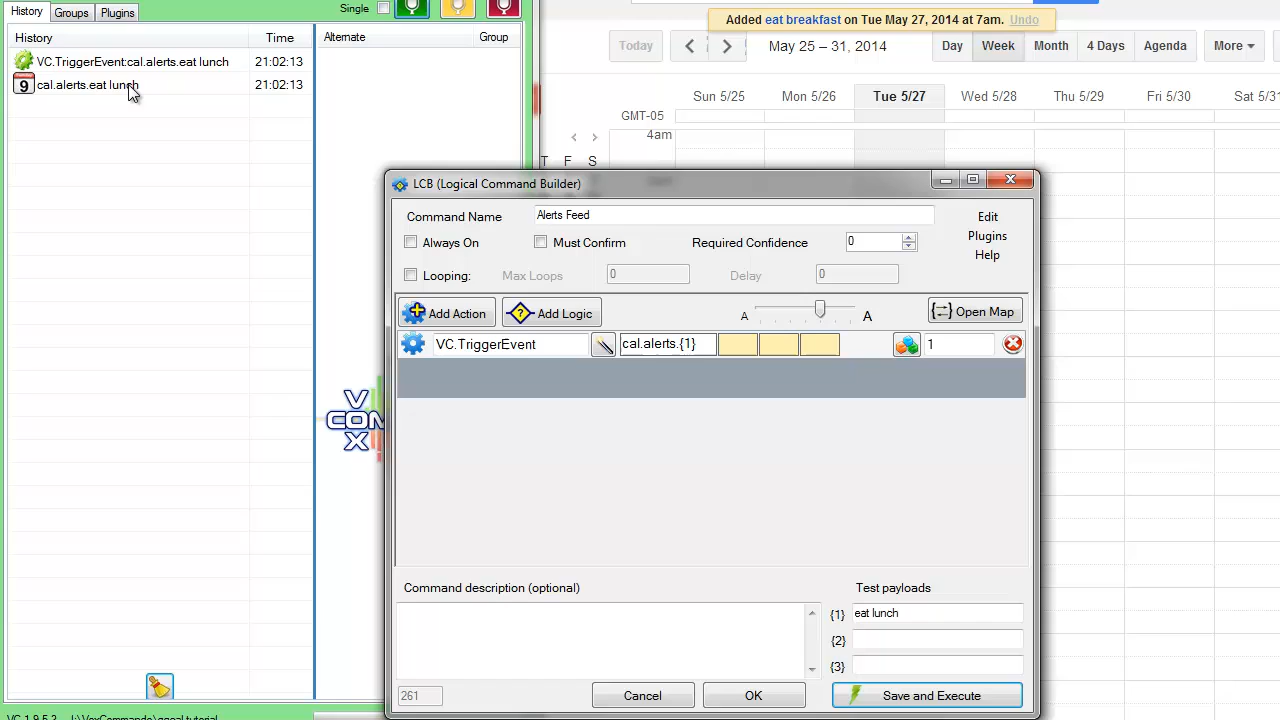 History Groups Plugins
Single
History Time
VC.TriggerEvent:cal.alerts.eat lunch 21:02:13
9 cal.alerts.eat lunch 21:02:13
Alternate Group
Added eat breakfast on Tue May 27, 2014 at 7am. Undo
Today May 25 – 31, 2014 Day Week Month 4 Days Agenda More
Sun 5/25 Mon 5/26 Tue 5/27 Wed 5/28 Thu 5/29 Fri 5/30 Sat 5/31
GMT-05
4am
T F S
LCB (Logical Command Builder)
Command Name Alerts Feed
Edit
Plugins
Help
Always On Must Confirm Required Confidence 0
Looping: Max Loops 0 Delay 0
Add Action Add Logic A A Open Map
VC.TriggerEvent cal.alerts.{1} 1
V
COM
X
Command description (optional)
Test payloads
{1} eat lunch
{2}
{3}
261 Cancel OK Save and Execute